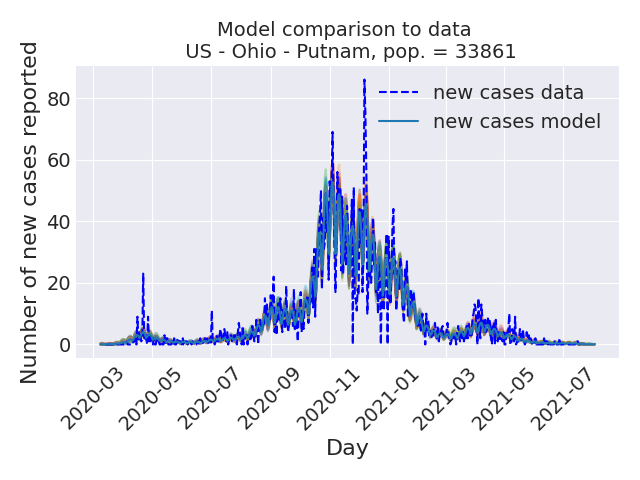 Model comparison to data
US - Ohio - Putnam, pop. = 33861
Number of new cases reported
80
60
40
20
0
new cases data
new cases model
2020-03
2020-05
2020-07
2020-09
2020-11
2021-01
2021-03
2021-05
2021-07
Day